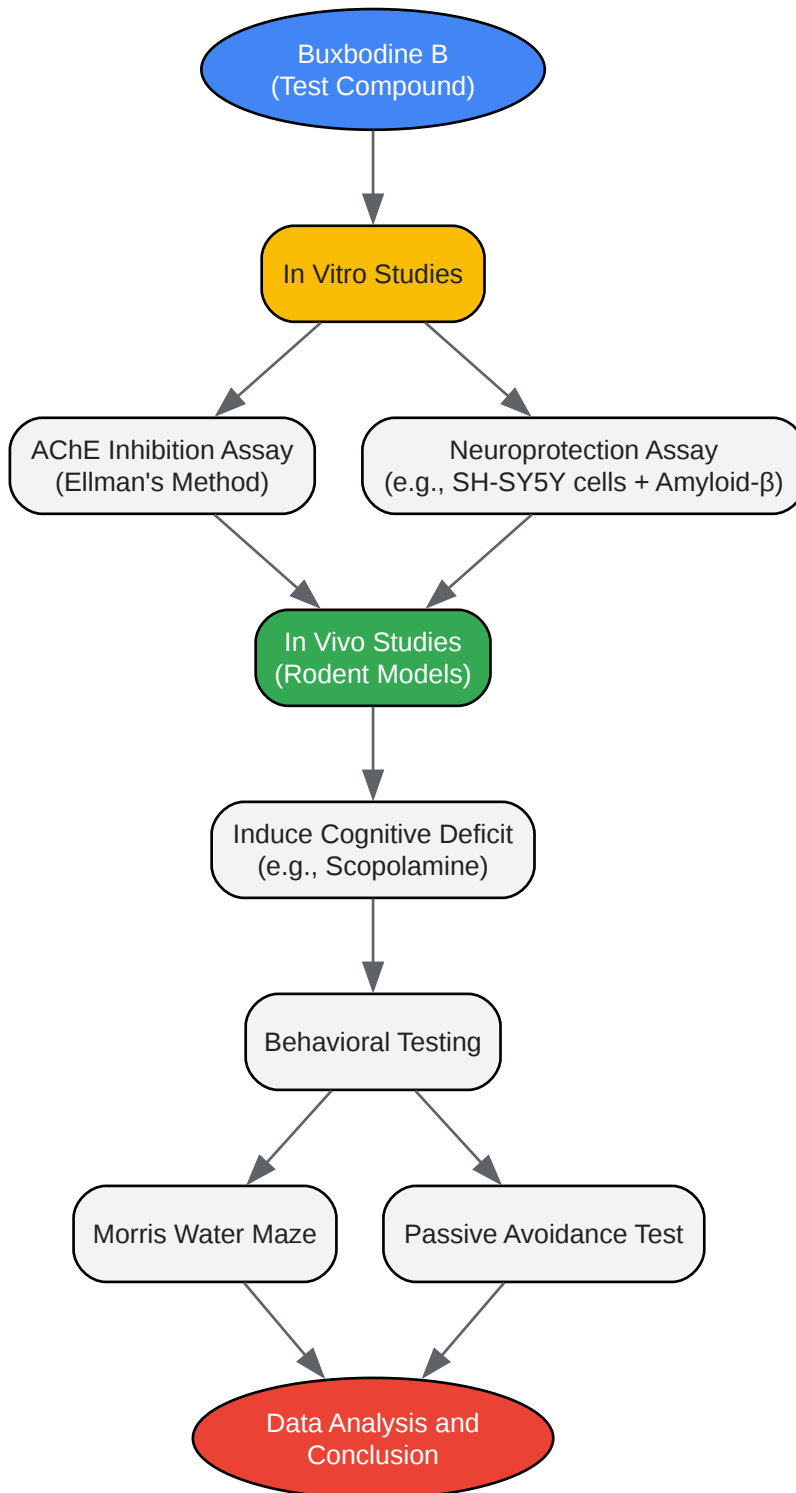 Buxbodine B
(Test Compound)
In Vitro Studies
AChE Inhibition Assay
(Ellman's Method)
Neuroprotection Assay
(e.g., SH-SY5Y cells + Amyloid-β)
In Vivo Studies
(Rodent Models)
Induce Cognitive Deficit
(e.g., Scopolamine)
Behavioral Testing
Morris Water Maze
Passive Avoidance Test
Data Analysis and
Conclusion